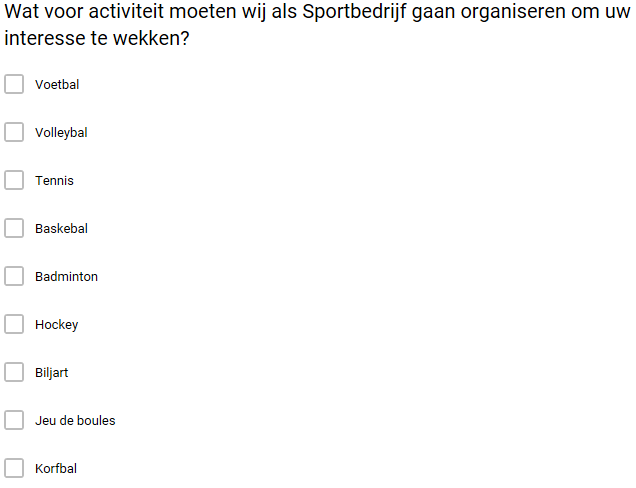 Wat voor activiteit moeten wij als Sportbedrijf gaan organiseren om uw
interesse te wekken?
Voetbal
Volleybal
Tennis
Baskebal
Badminton
Hockey
Biljart
Jeu de boules
Korfbal